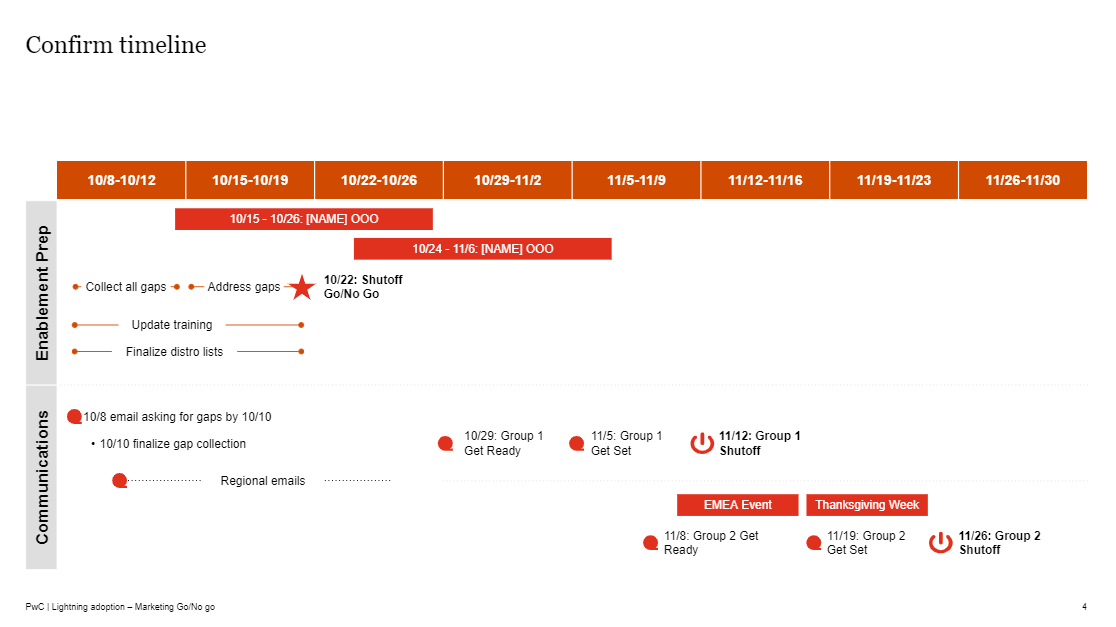 Confirm timeline
10/8-10/12
10/15-10/19
10/22-10/26
10/29-11/2
11/5-11/9
11/12-11/16
11/19-11/23
11/26-11/30
Enablement Prep
10/15 - 10/26: [NAME] OOO
10/24 - 11/6: [NAME] OOO
Collect all gaps
Address gaps
10/22: Shutoff
Go/No Go
Update training
Finalize distro lists
Communications
10/8 email asking for gaps by 10/10
• 10/10 finalize gap collection
10/29: Group 1
Get Ready
11/5: Group 1
Get Set
11/12: Group 1
Shutoff
Regional emails
EMEA Event
Thanksgiving Week
11/8: Group 2 Get
Ready
11/19: Group 2
Get Set
11/26: Group 2
Shutoff
PwC | Lightning adoption – Marketing Go/No go
4